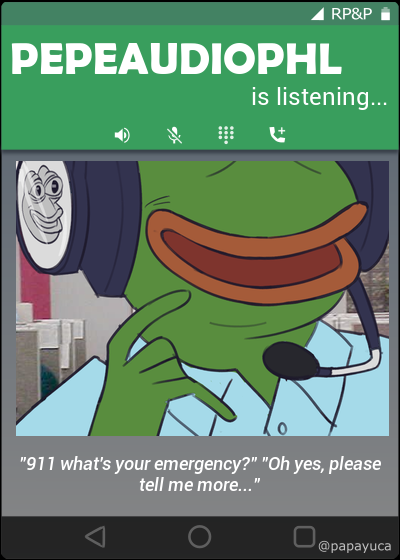 RP&P
PEPEAUDIOPHL
is listening...
"911 what's your emergency?" "Oh yes, please
tell me more..."
@papayuca